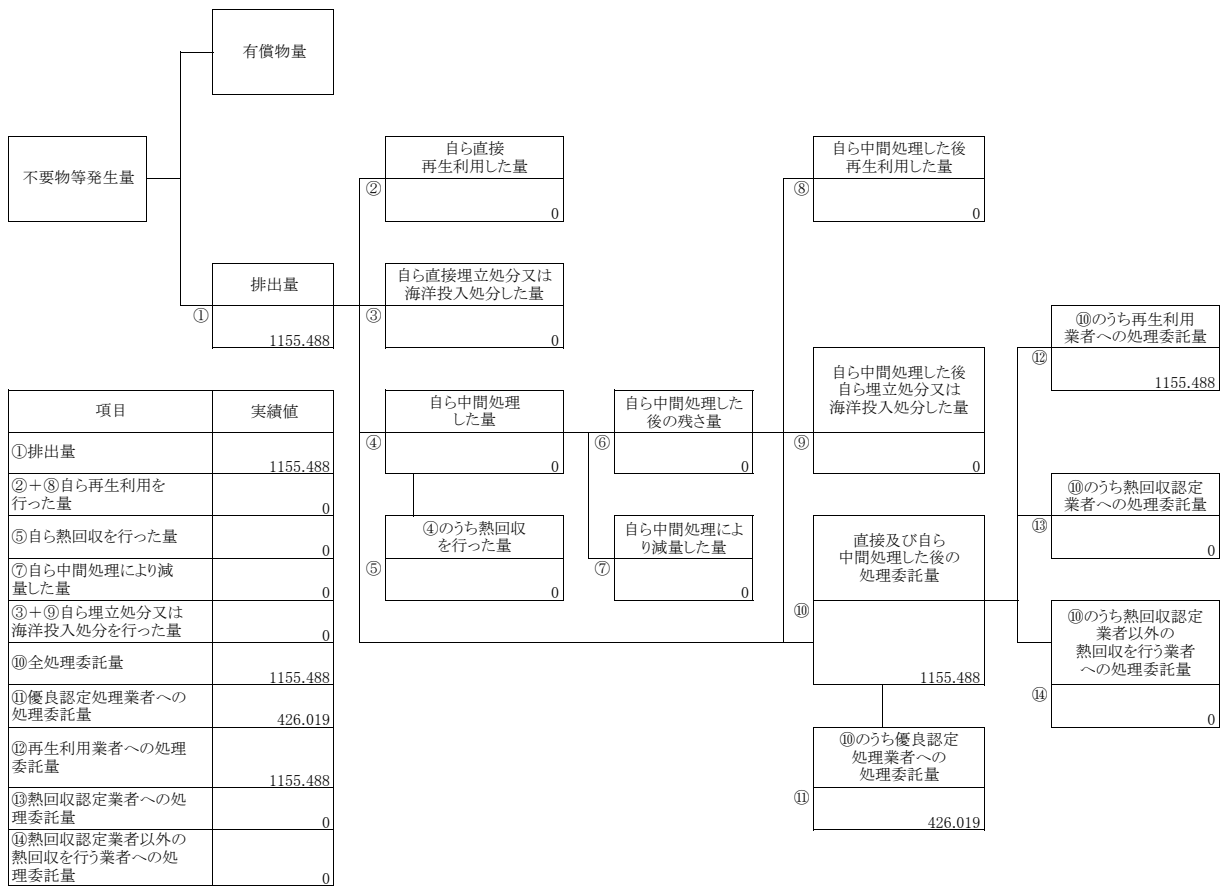 有償物量
不要物等発生量
自ら直接
再生利用した量
②
0
自ら中間処理した後
再生利用した量
⑧
0
排出量
①
1155.488
自ら直接埋立処分又は
海洋投入処分した量
③
0
⑩のうち再生利用
業者への処理委託量
⑫
1155.488
自ら中間処理
した量
④
0
自ら中間処理した
後の残さ量
⑥
0
自ら中間処理した後
自ら埋立処分又は
海洋投入処分した量
⑨
0
⑩のうち熱回収認定
業者への処理委託量
⑬
0
④のうち熱回収
を行った量
⑤
0
自ら中間処理によ
り減量した量
⑦
0
直接及び自ら
中間処理した後の
処理委託量
⑩
1155.488
⑩のうち熱回収認定
業者以外の
熱回収を行う業者
への処理委託量
⑭
0
⑩のうち優良認定
処理業者への
処理委託量
⑪
426.019
項目 実績値
①排出量
1155.488
②＋⑧自ら再生利用を
行った量
0
⑤自ら熱回収を行った量
0
⑦自ら中間処理により減
量した量
0
③＋⑨自ら埋立処分又は
海洋投入処分を行った量
0
⑩全処理委託量
1155.488
⑪優良認定処理業者への
処理委託量
426.019
⑫再生利用業者への処理
委託量
1155.488
⑬熱回収認定業者への処
理委託量
0
⑭熱回収認定業者以外の
熱回収を行う業者への処
理委託量
0